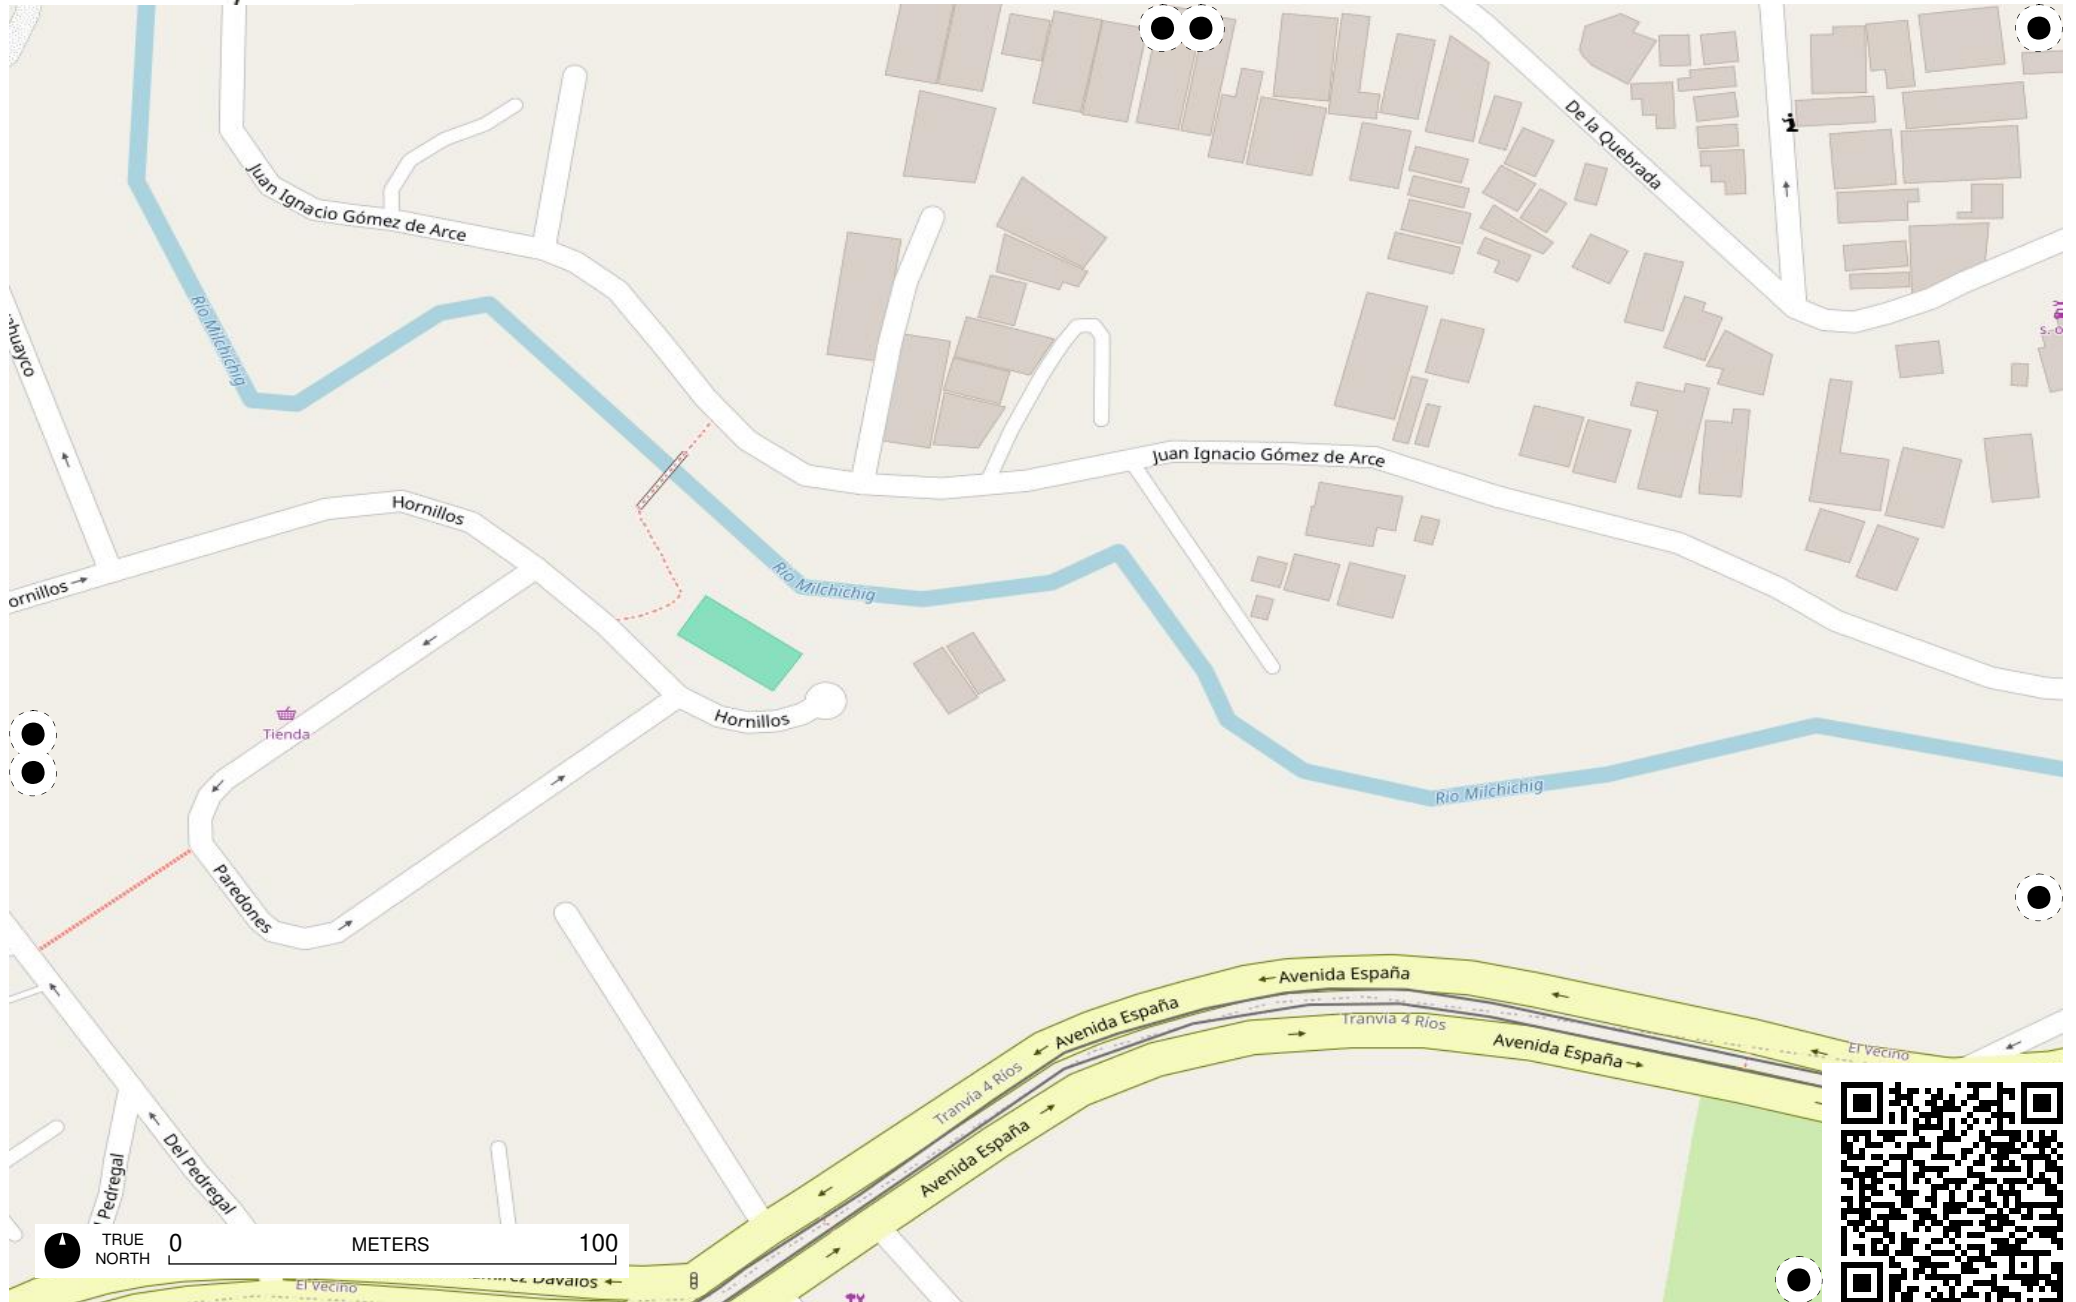 De la Quebrada
Juan Ignacio Gómez de Arce
Río Milchichig
s. o
ahuayco
Juan Ignacio Gómez de Arce
Hornillos
ornillos
Río Milchichig
Hornillos
Tienda
Río Milchichig
Paredones
Avenida España
Avenida España
Tranvía 4 Ríos
Avenida España
El Vecino
Tranvía 4 Ríos
Avenida España
Del Pedregal
Pedregal
TRUE NORTH
0 METERS 100
Dávalos
El Vecino